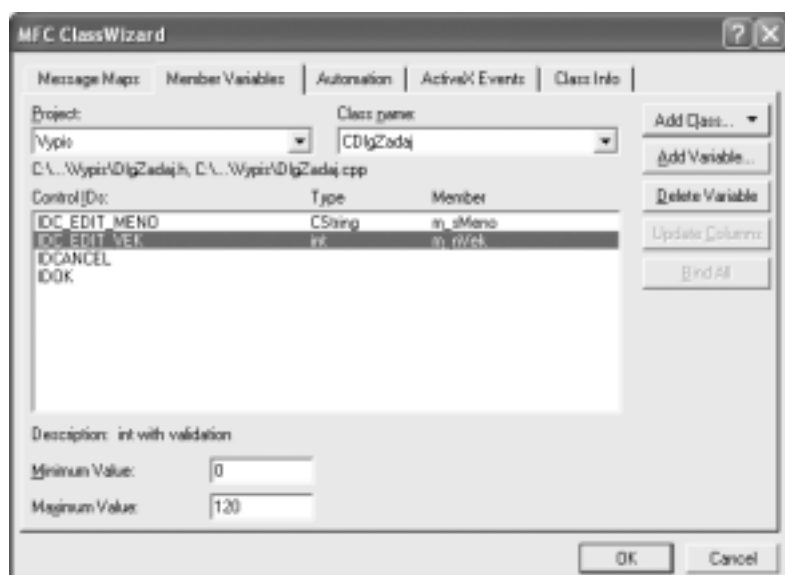 MFC ClassWizard
Message Maps Member Variables Automation ActiveX Events Class Info
Project: Class name:
Vypis CDlgZadaj
Add Class...
C:\...\Vypis\DlgZadaj.h, C:\...\Vypis\DlgZadaj.cpp
Add Variable...
Control IDs: Type Member
Delete Variable
IDC_EDIT_MENO CString m_sMeno
IDC_EDIT_VEK int m_nVek
Update Columns
IDCANCEL
IDOK
Bind All
Description: int with validation
Minimum Value: 0
Maximum Value: 120
OK Cancel